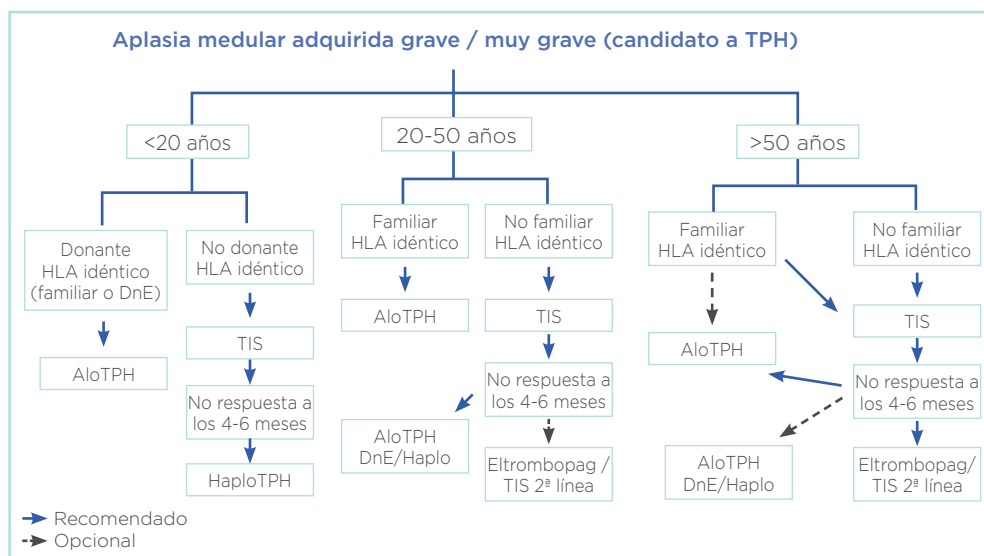 Aplasia medular adquirida grave / muy grave (candidato a TPH)
<20 años
20-50 años
>50 años
Donante
HLA idéntico
(familiar o DnE)
No donante
HLA idéntico
Familiar
HLA idéntico
No familiar
HLA idéntico
Familiar
HLA idéntico
No familiar
HLA idéntico
AloTPH
TIS
AloTPH
TIS
AloTPH
TIS
No respuesta a
los 4-6 meses
No respuesta a
los 4-6 meses
No respuesta a
los 4-6 meses
HaploTPH
AloTPH
DnE/Haplo
Eltrombopag /
TIS 2ª línea
AloTPH
DnE/Haplo
Eltrombopag/
TIS 2ª línea
Recomendado
Opcional